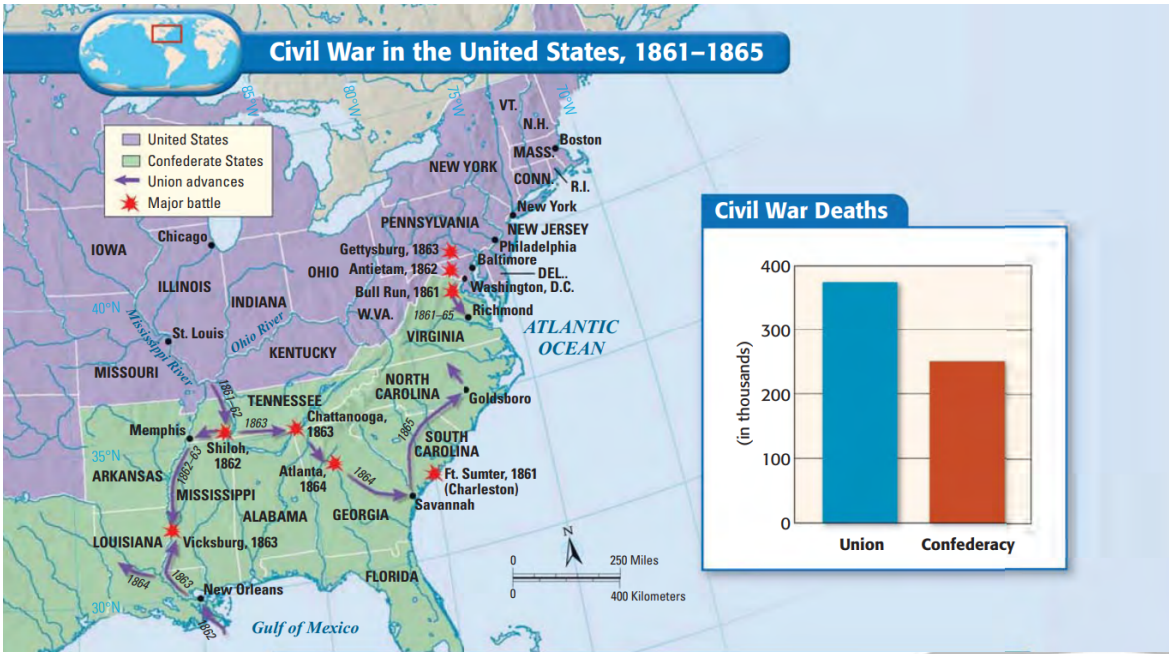 Civil War in the United States, 1861–1865
85°W
80°W
75°W
70°W
United States
Confederate States
Union advances
Major battle
VT.
N.H.
Boston
MASS.
NEW YORK
CONN.
R.I.
New York
PENNSYLVANIA
NEW JERSEY
Philadelphia
Chicago
IOWA
Gettysburg, 1863
Baltimore
OHIO
Antietam, 1862
DEL.
ILLINOIS
INDIANA
Bull Run, 1861
Washington, D.C.
40°N
W.VA.
1861–65
Richmond
Mississippi River
St. Louis
Ohio River
VIRGINIA
ATLANTIC
OCEAN
KENTUCKY
MISSOURI
1861–62
TENNESSEE
NORTH
CAROLINA
Goldsboro
Chattanooga,
1863
Memphis
1863
1865
Shiloh,
1862
SOUTH
CAROLINA
35°N
1862–63
ARKANSAS
Atlanta,
1864
1864
Ft. Sumter, 1861
(Charleston)
MISSISSIPPI
Savannah
ALABAMA
GEORGIA
LOUISIANA
Vicksburg, 1863
N
0
250 Miles
0
400 Kilometers
1864
1863
FLORIDA
New Orleans
30°N
1862
Gulf of Mexico
Civil War Deaths
(in thousands)
400
300
200
100
0
Union
Confederacy